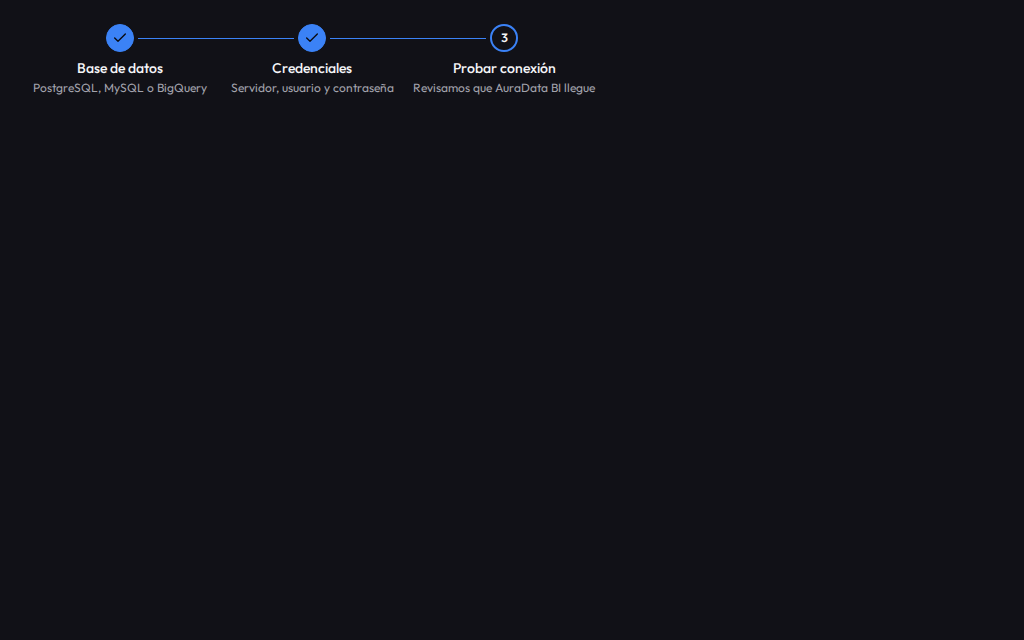 3
Base de datos
Credenciales
Probar conexión
PostgreSQL, MySQL o BigQuery
Servidor, usuario y contraseña
Revisamos que AuraData BI llegue